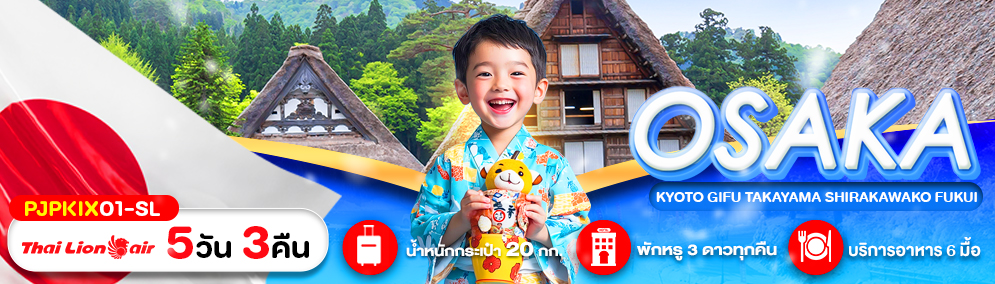 OSAKA
KYOTO GIFU TAKAYAMA SHIRAKAWAKO FUKUI
PJPKIX01-SL
Thai Lion air 5วัน 3คืน
น้ำหนักกระเป๋า 20 กก.
พักหรู 3 ดาวทุกคืน
บริการอาหาร 6 มื้อ